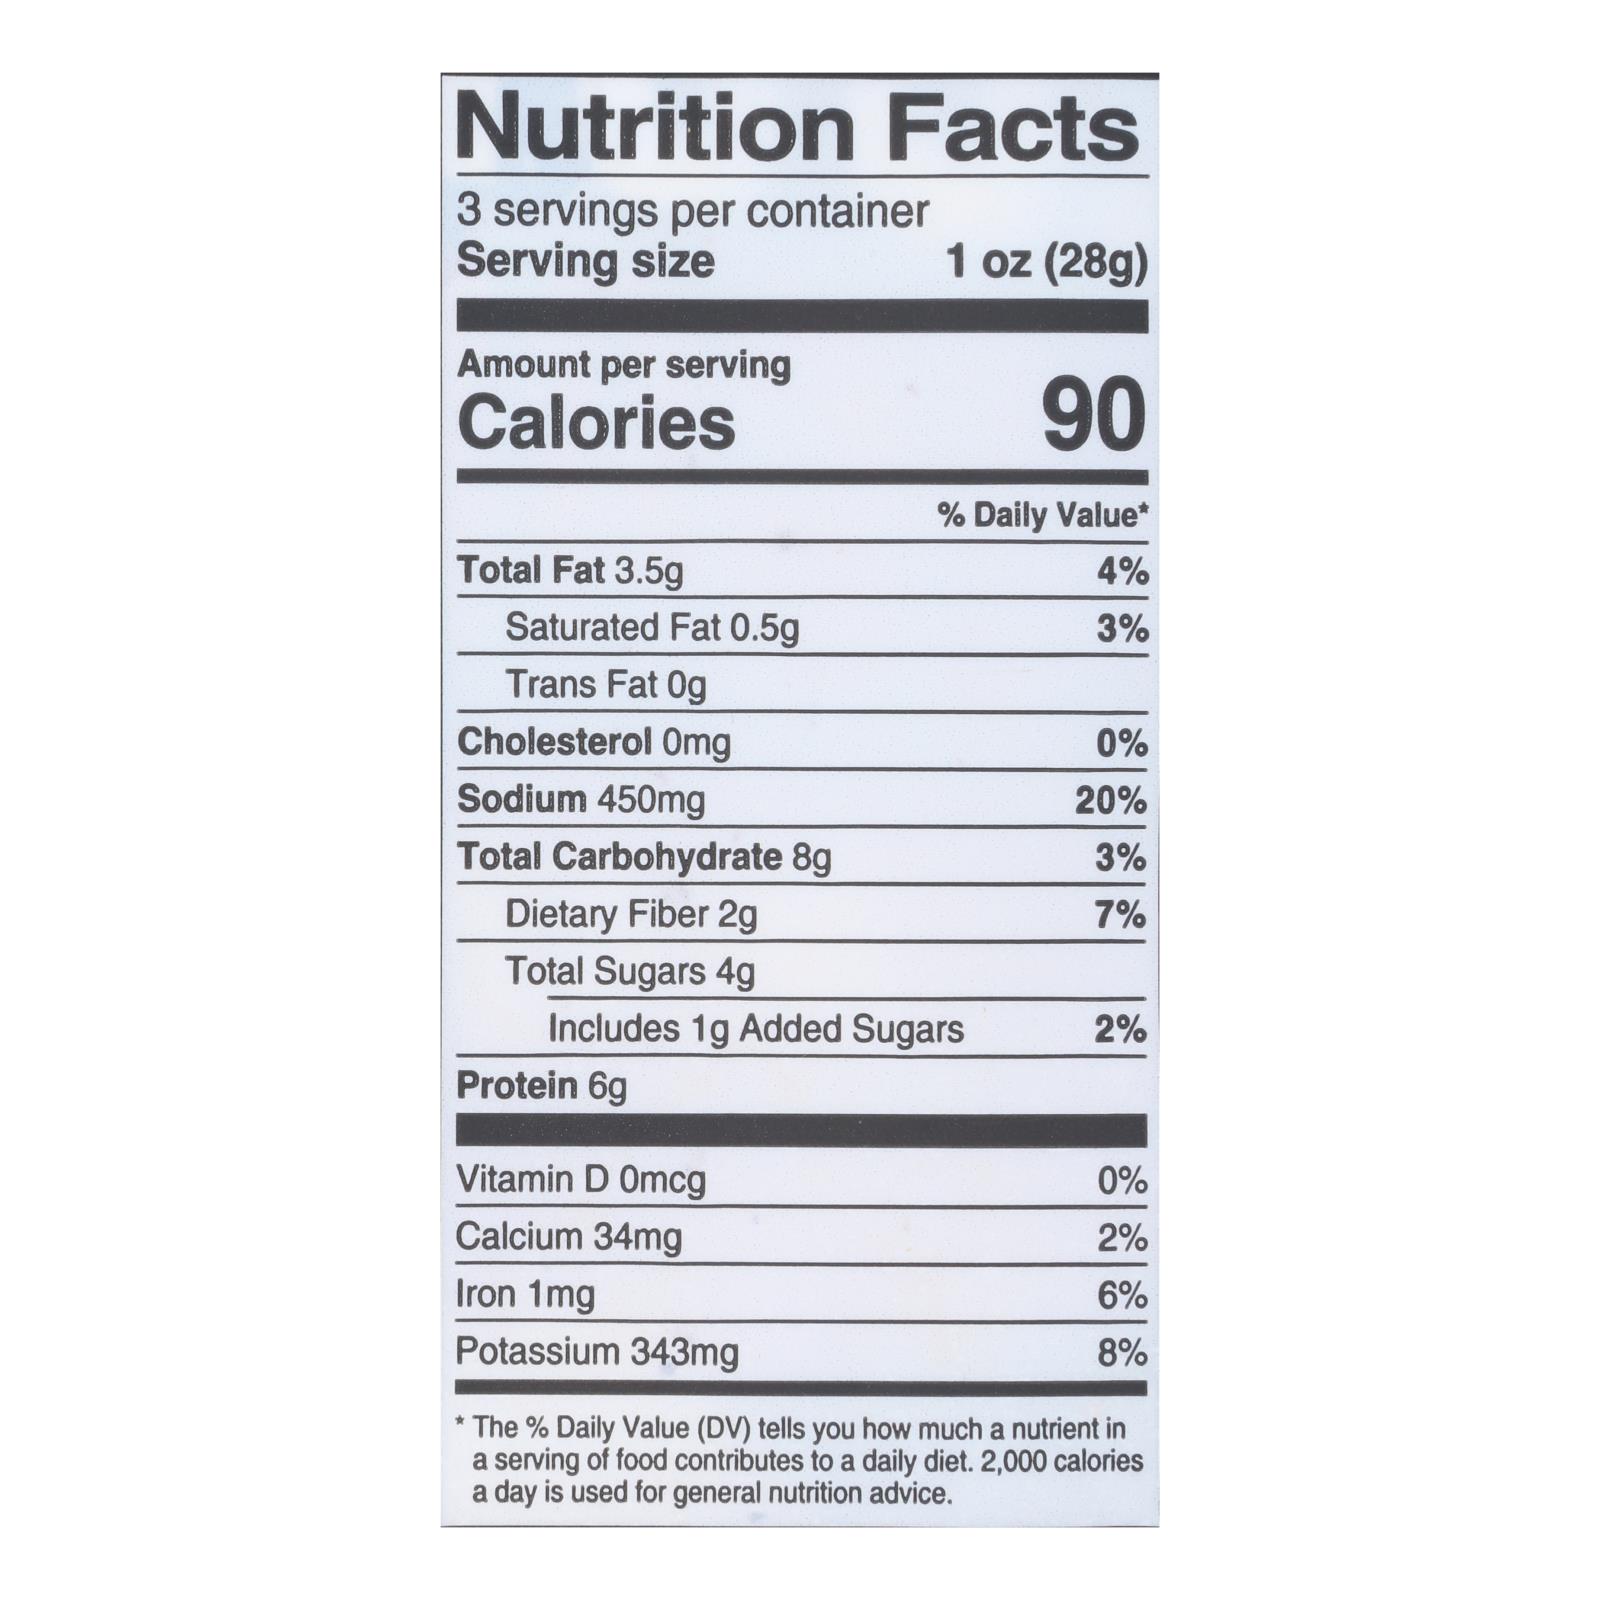 Nutrition Facts
3 servings per container
Serving size 1 oz (28g)
Amount per serving
Calories 90
% Daily Value*
Total Fat 3.5g 4%
Saturated Fat 0.5g 3%
Trans Fat 0g
Cholesterol 0mg 0%
Sodium 450mg 20%
Total Carbohydrate 8g 3%
Dietary Fiber 2g 7%
Total Sugars 4g
Includes 1g Added Sugars 2%
Protein 6g
Vitamin D 0mcg 0%
Calcium 34mg 2%
Iron 1mg 6%
Potassium 343mg 8%
* The % Daily Value (DV) tells you how much a nutrient in
a serving of food contributes to a daily diet. 2,000 calories
a day is used for general nutrition advice.